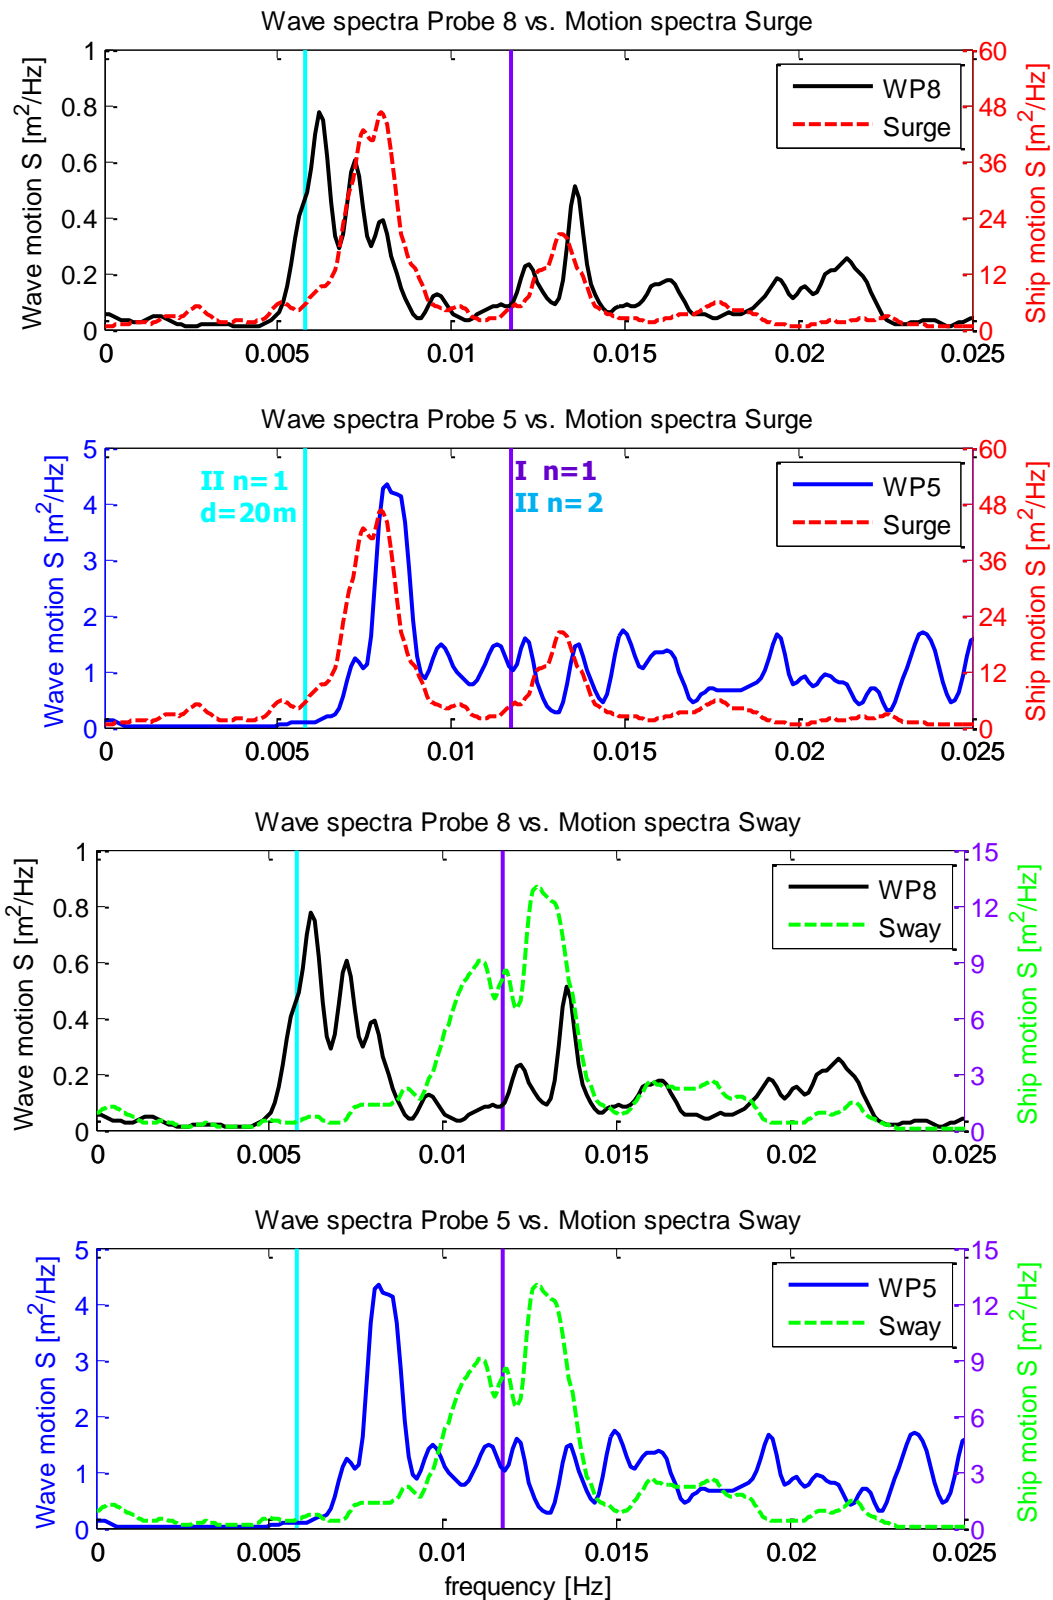 Wave spectra Probe 8 vs. Motion spectra Surge
Wave motion S [m²/Hz]
1
0.8
0.6
0.4
0.2
0
WP8
Surge
60
48
36
24
12
0
Ship motion S [m²/Hz]
0 0.005 0.01 0.015 0.02 0.025
Wave spectra Probe 5 vs. Motion spectra Surge
Wave motion S [m²/Hz]
5
4
3
2
1
0
II n=1
d=20m
I n=1
II n=2
WP5
Surge
60
48
36
24
12
0
Ship motion S [m²/Hz]
0 0.005 0.01 0.015 0.02 0.025
Wave spectra Probe 8 vs. Motion spectra Sway
Wave motion S [m²/Hz]
1
0.8
0.6
0.4
0.2
0
WP8
Sway
15
12
9
6
3
0
Ship motion S [m²/Hz]
0 0.005 0.01 0.015 0.02 0.025
Wave spectra Probe 5 vs. Motion spectra Sway
Wave motion S [m²/Hz]
5
4
3
2
1
0
WP5
Sway
15
12
9
6
3
0
Ship motion S [m²/Hz]
0 0.005 0.01 0.015 0.02 0.025
frequency [Hz]